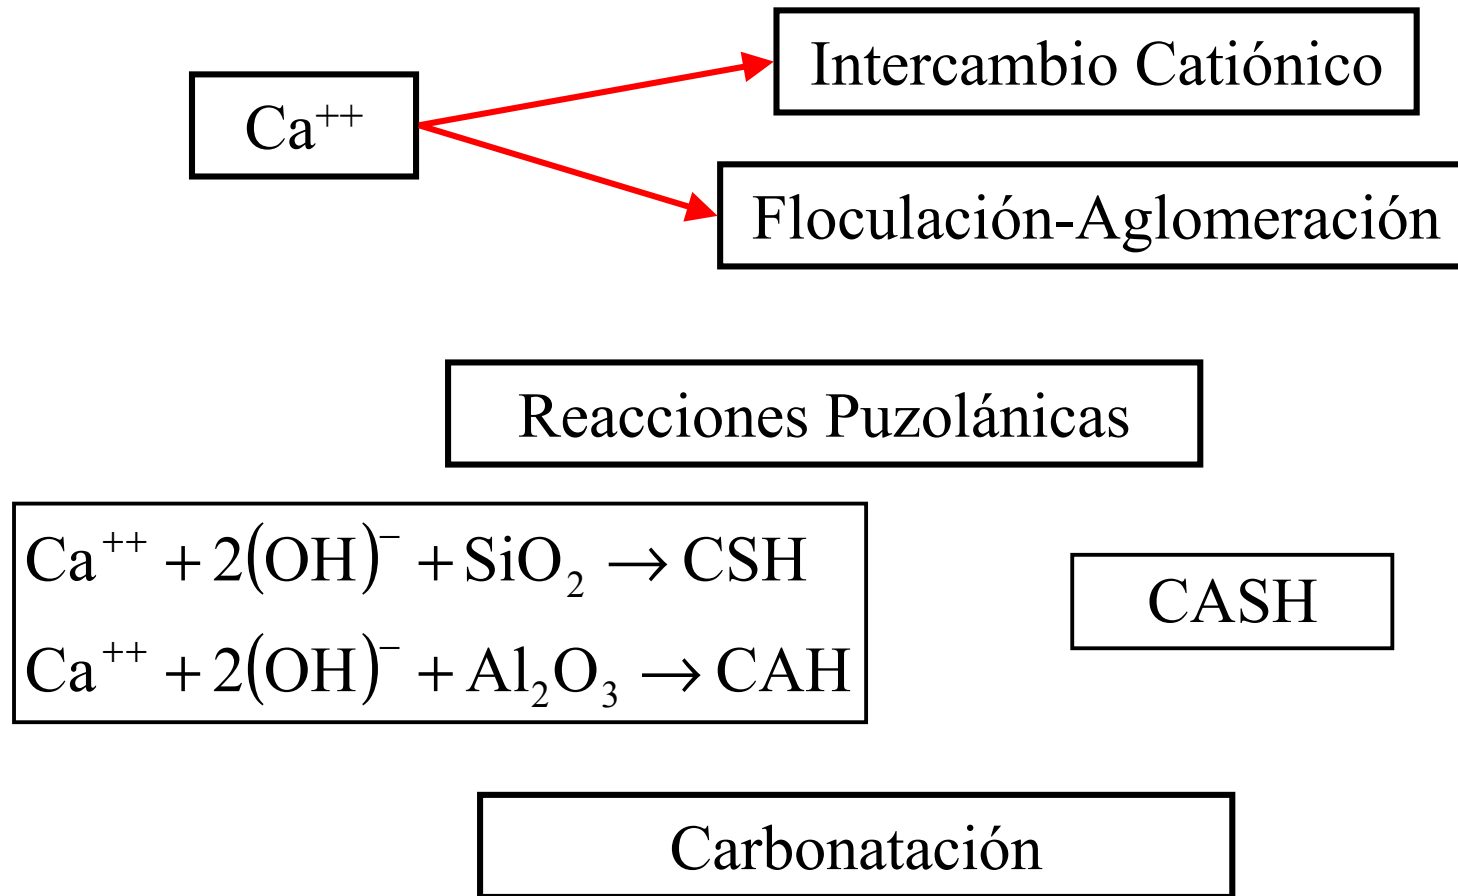 Intercambio Catiónico
Ca⁺⁺
Floculación-Aglomeración
Reacciones Puzolánicas
Ca⁺⁺ + 2(OH)⁻ + SiO₂ → CSH
CASH
Ca⁺⁺ + 2(OH)⁻ + Al₂O₃ → CAH
Carbonatación